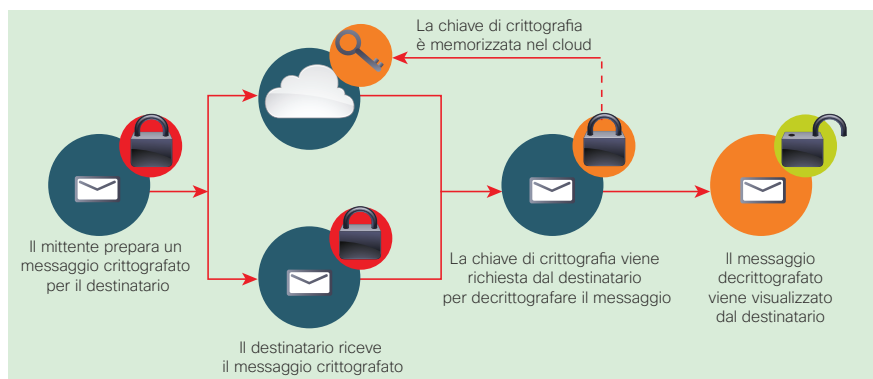 La chiave di crittografia
è memorizzata nel cloud
Il mittente prepara un
messaggio crittografato
per il destinatario
Il destinatario riceve
il messaggio crittografato
La chiave di crittografia viene
richiesta dal destinatario
per decrittografare il messaggio
Il messaggio
decrittografato
viene visualizzato
dal destinatario